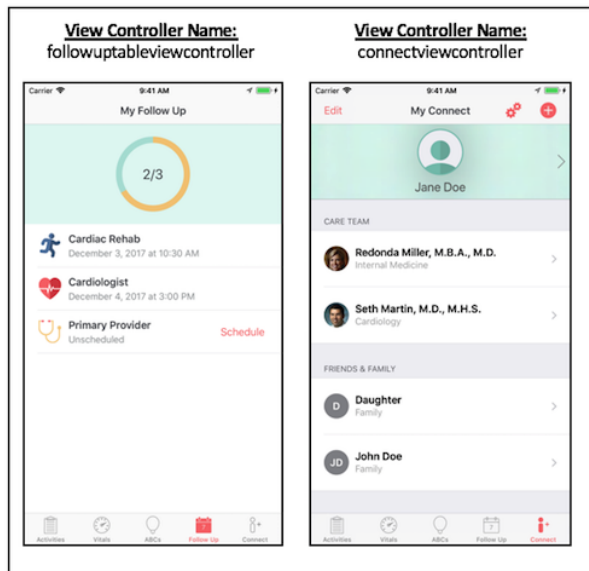 View Controller Name:
followuptableviewcontroller
Carrier 9:41 AM
My Follow Up
2/3
Cardiac Rehab
December 3, 2017 at 10:30 AM
Cardiologist
December 4, 2017 at 3:00 PM
Primary Provider
Unscheduled
Schedule
Activities Vitals ABCs Follow Up Connect
View Controller Name:
connectviewcontroller
Carrier 9:41 AM
Edit My Connect
Jane Doe
CARE TEAM
Redonda Miller, M.B.A., M.D.
Internal Medicine
Seth Martin, M.D., M.H.S.
Cardiology
FRIENDS & FAMILY
D Daughter
Family
JD John Doe
Family
Activities Vitals ABCs 7 Follow Up Connect